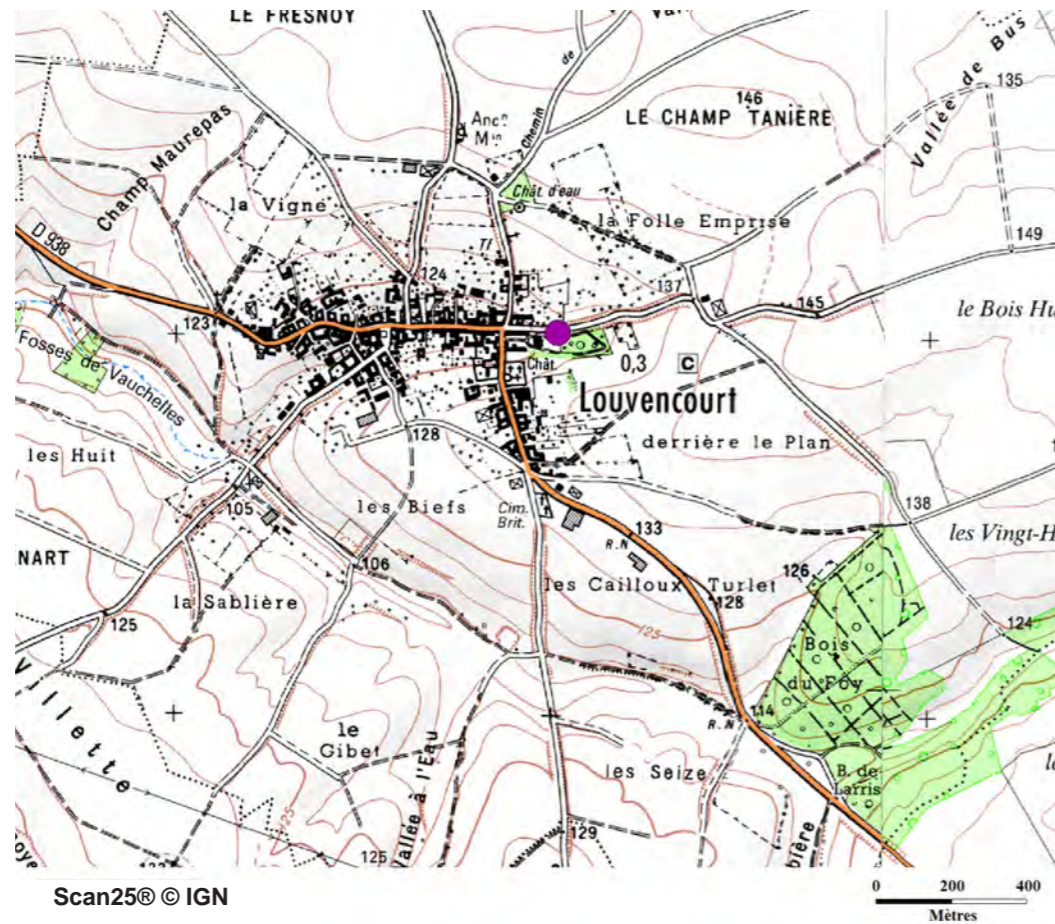 LE FRESNOY
de
Vallée de Bus
135
Anc.ⁿ
Mⁱⁿ
Chemin
146
LE CHAMP TANIÈRE
Champ Maurepas
la Vigne
Chât. d'eau
la Folle Emprise
149
D 938
Tf
124
137
145
le Bois Hu
123
Fosses de Vauchelles
Chât.
0,3
C
Louvencourt
128
derrière le Plan
les Huit
105
les Biefs
Cim.
Brit.
138
133
les Vingt-H
R.N
NART
106
les Cailloux Turlet
126
la Sablière
128
125
125
124
Bois
du Foy
Villette
le
Gibet
114
R.N
les Seize
B. de
Larris
125
Vallée à l'Eau
129
125
bière
Scan25® © IGN
0 200 400
Mètres